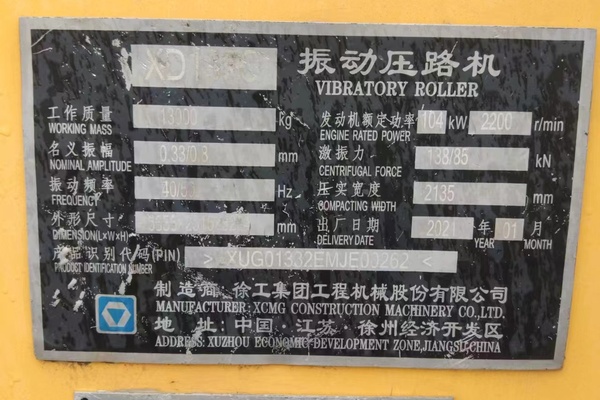 XD
振动压路机
VIBRATORY ROLLER
工作质量 13000 kg
WORKING MASS
发动机额定功率 104 kW 2200 r/min
ENGINE RATED POWER
名义振幅 mm
NOMINAL AMPLITUDE
激振力 138/85 kN
CENTRIFUGAL FORCE
振动频率 Hz
FREQUENCY
压实宽度 2135 mm
COMPACTING WIDTH
外形尺寸 mm
DIMENSION(L×W×H)
出厂日期 2021 年 01 月
DELIVERY DATE YEAR MONTH
产品识别代码(PIN) >XUG01332EMJE00262<
PRODUCT IDENTIFICATION NUMBER
制造商:徐工集团工程机械股份有限公司
MANUFACTURER: XCMG CONSTRUCTION MACHINERY CO.,LTD.
地 址:中国·江苏·徐州经济开发区
ADDRESS: XUZHOU ECONOMIC DEVELOPMENT ZONE,JIANGSU,CHINA